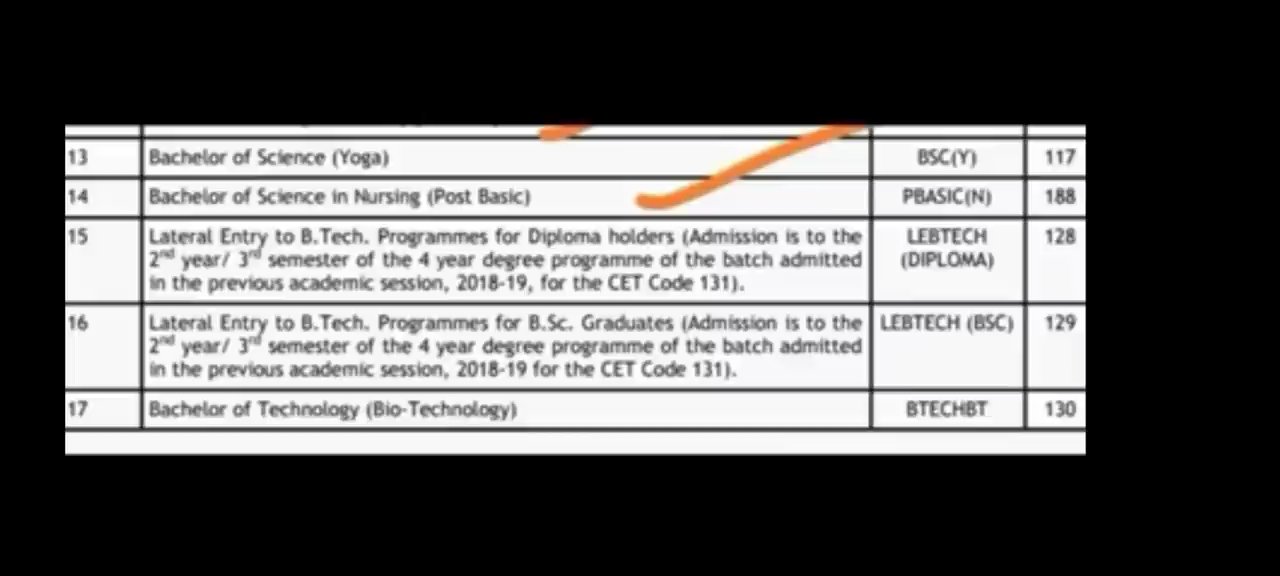 13 Bachelor of Science (Yoga) BSC(Y) 117
14 Bachelor of Science in Nursing (Post Basic) PBASIC(N) 188
15 Lateral Entry to B.Tech. Programmes for Diploma holders (Admission is to the LEBTECH 128
2nd year/ 3rd semester of the 4 year degree programme of the batch admitted (DIPLOMA)
in the previous academic session, 2018-19, for the CET Code 131).
16 Lateral Entry to B.Tech. Programmes for B.Sc. Graduates (Admission is to the LEBTECH (BSC) 129
2nd year/ 3rd semester of the 4 year degree programme of the batch admitted
in the previous academic session, 2018-19 for the CET Code 131).
17 Bachelor of Technology (Bio-Technology) BTECHBT 130